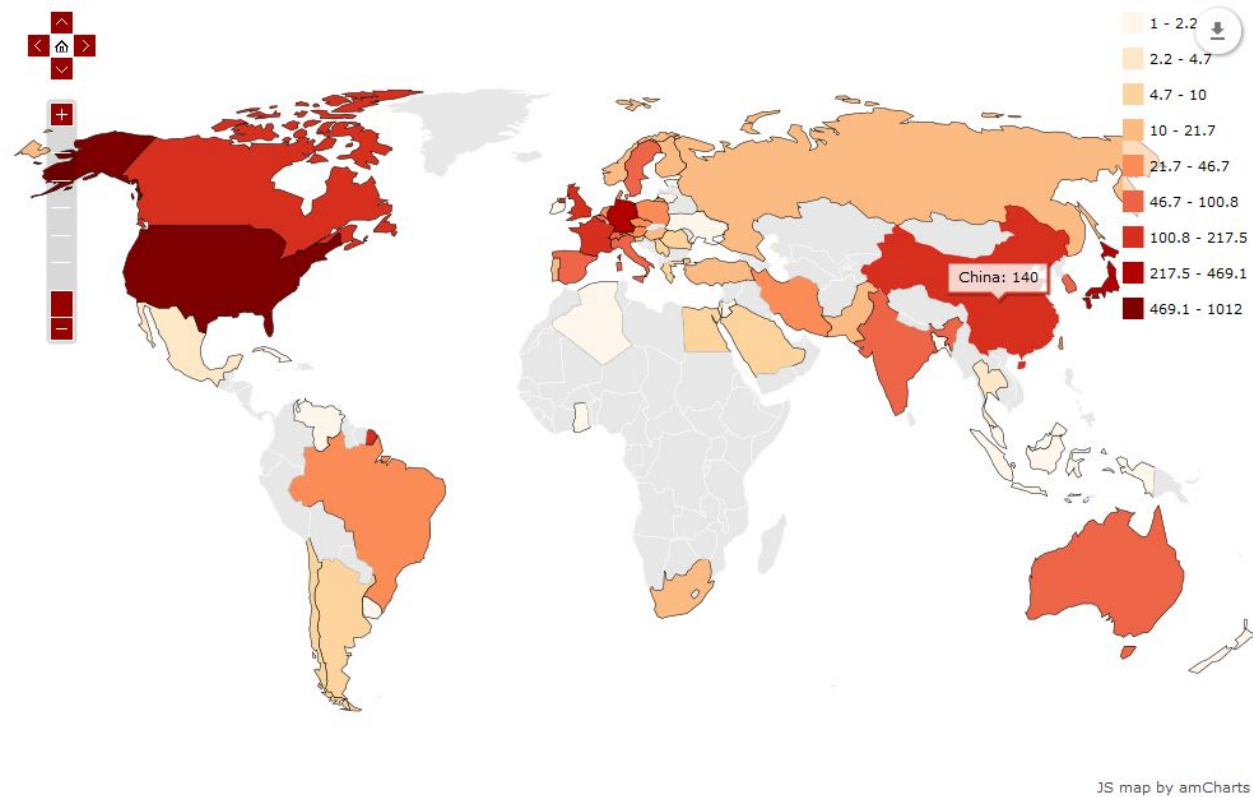 1 - 2.2
2.2 - 4.7
4.7 - 10
10 - 21.7
21.7 - 46.7
46.7 - 100.8
100.8 - 217.5
217.5 - 469.1
China: 140
469.1 - 1012
JS map by amCharts